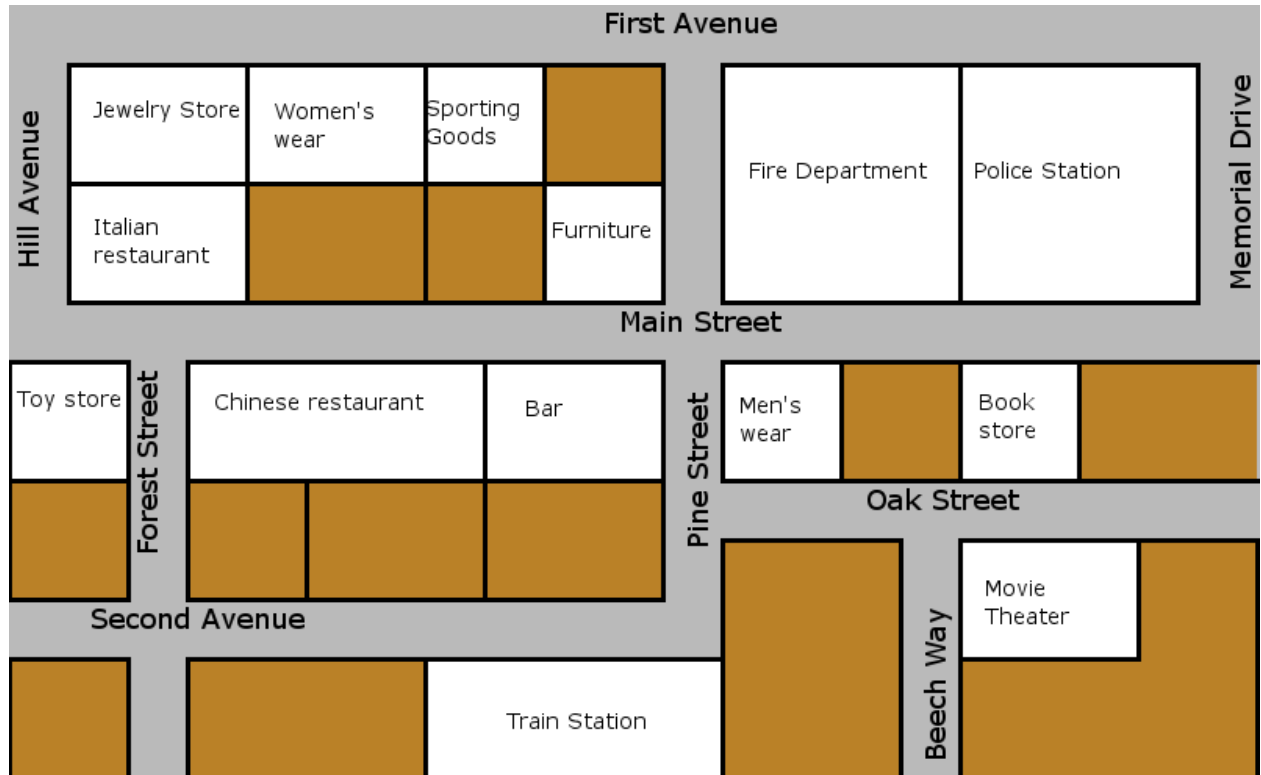 First Avenue
Hill Avenue
Jewelry Store
Women's
wear
Sporting
Goods
Fire Department
Police Station
Memorial Drive
Italian
restaurant
Furniture
Main Street
Toy store
Forest Street
Chinese restaurant
Bar
Pine Street
Men's
wear
Book
store
Oak Street
Second Avenue
Movie
Theater
Beech Way
Train Station